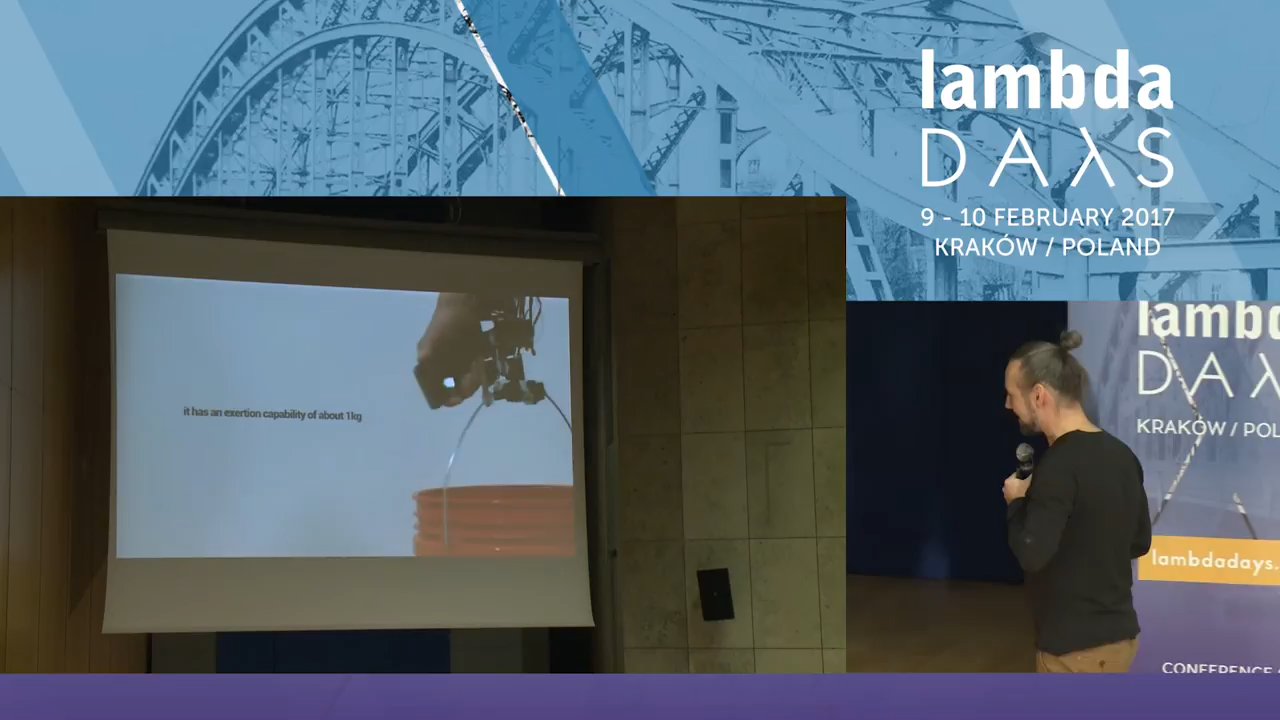 lambda
DAYS
9 - 10 FEBRUARY 2017
KRAKÓW / POLAND
it has an exertion capability of about 1kg
lambd
DAY
KRAKÓW / POL
lambdadays.
CONFERENCE